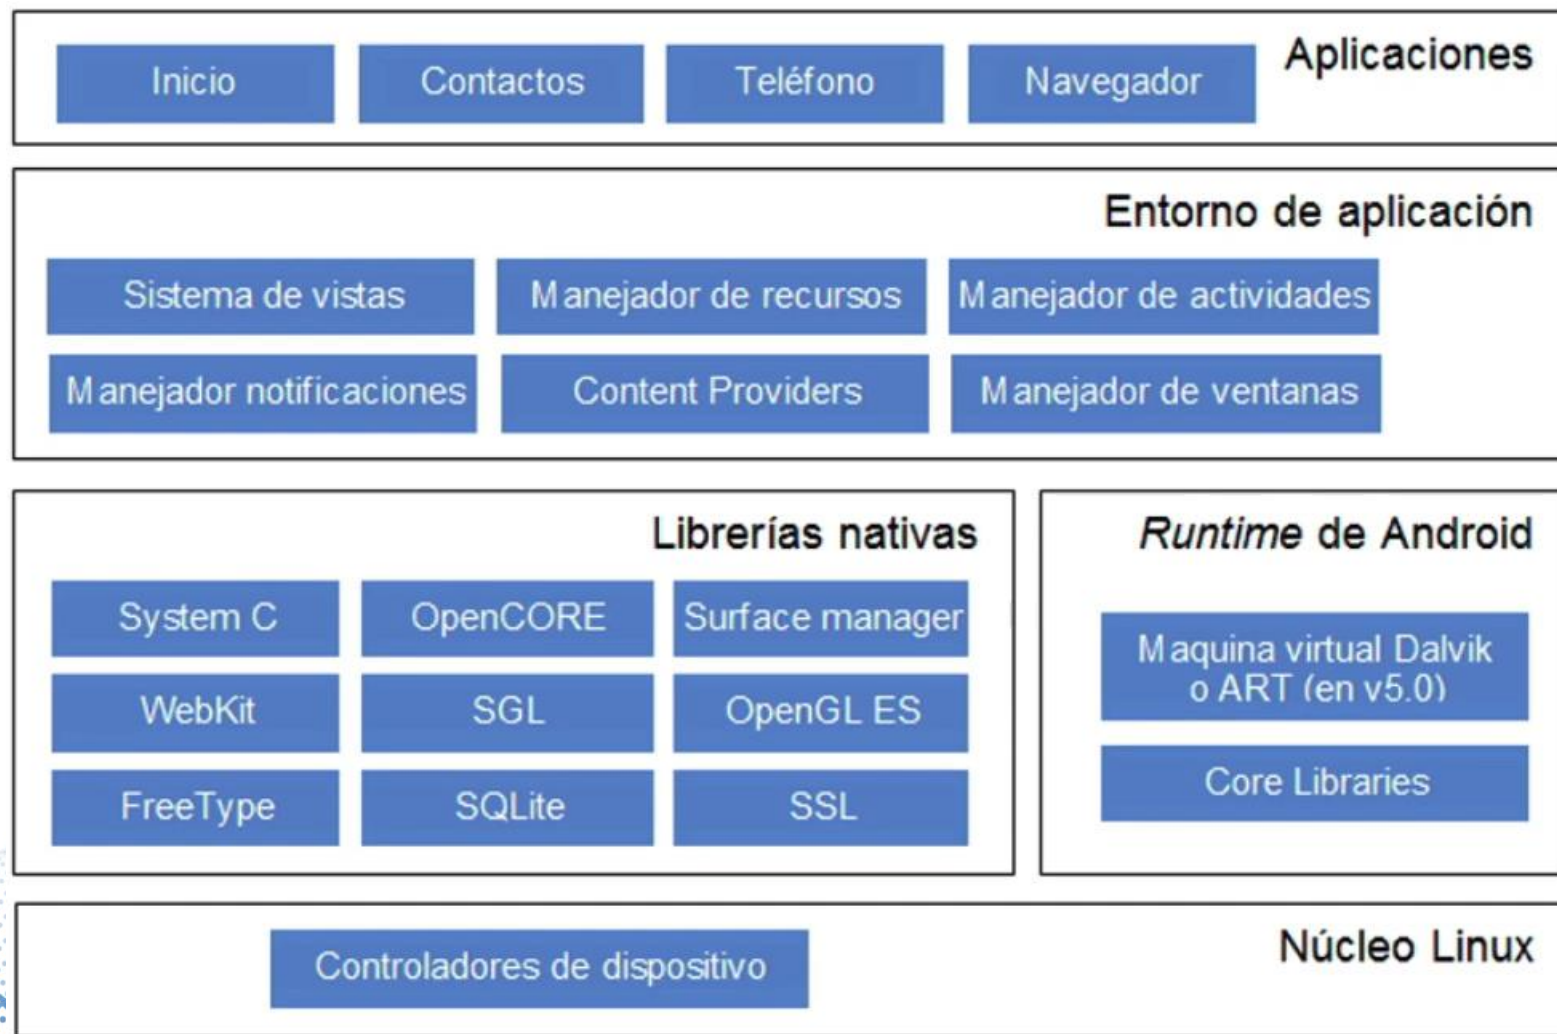 Aplicaciones
Inicio
Contactos
Teléfono
Navegador
Entorno de aplicación
Sistema de vistas
Manejador de recursos
Manejador de actividades
Manejador notificaciones
Content Providers
Manejador de ventanas
Librerías nativas
System C
OpenCORE
Surface manager
WebKit
SGL
OpenGL ES
FreeType
SQLite
SSL
Runtime de Android
Maquina virtual Dalvik
o ART (en v5.0)
Core Libraries
Núcleo Linux
Controladores de dispositivo